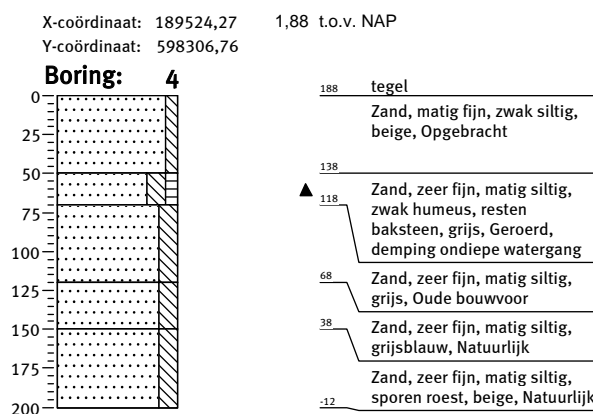 X-coördinaat: 189524,27 1,88 t.o.v. NAP
Y-coördinaat: 598306,76
Boring: 4
0
25
50
75
100
125
150
175
200
188 tegel
Zand, matig fijn, zwak siltig,
beige, Opgebracht
138
Zand, zeer fijn, matig siltig,
118 zwak humeus, resten
baksteen, grijs, Geroerd,
demping ondiepe watergang
68 Zand, zeer fijn, matig siltig,
grijs, Oude bouwvoor
38 Zand, zeer fijn, matig siltig,
grijsblauw, Natuurlijk
Zand, zeer fijn, matig siltig,
-12 sporen roest, beige, Natuurlijk